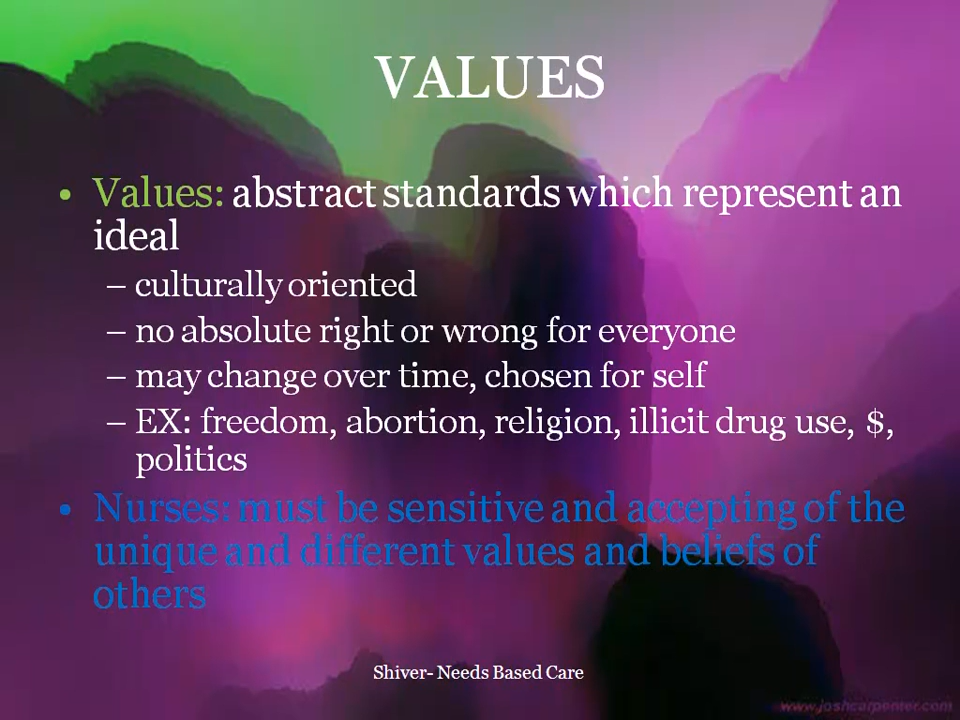 VALUES
• Values: abstract standards which represent an
ideal
– culturally oriented
– no absolute right or wrong for everyone
– may change over time, chosen for self
– EX: freedom, abortion, religion, illicit drug use, $,
politics
• Nurses: must be sensitive and accepting of the
unique and different values and beliefs of
others
Shiver- Needs Based Care
www.joshcarpenter.com